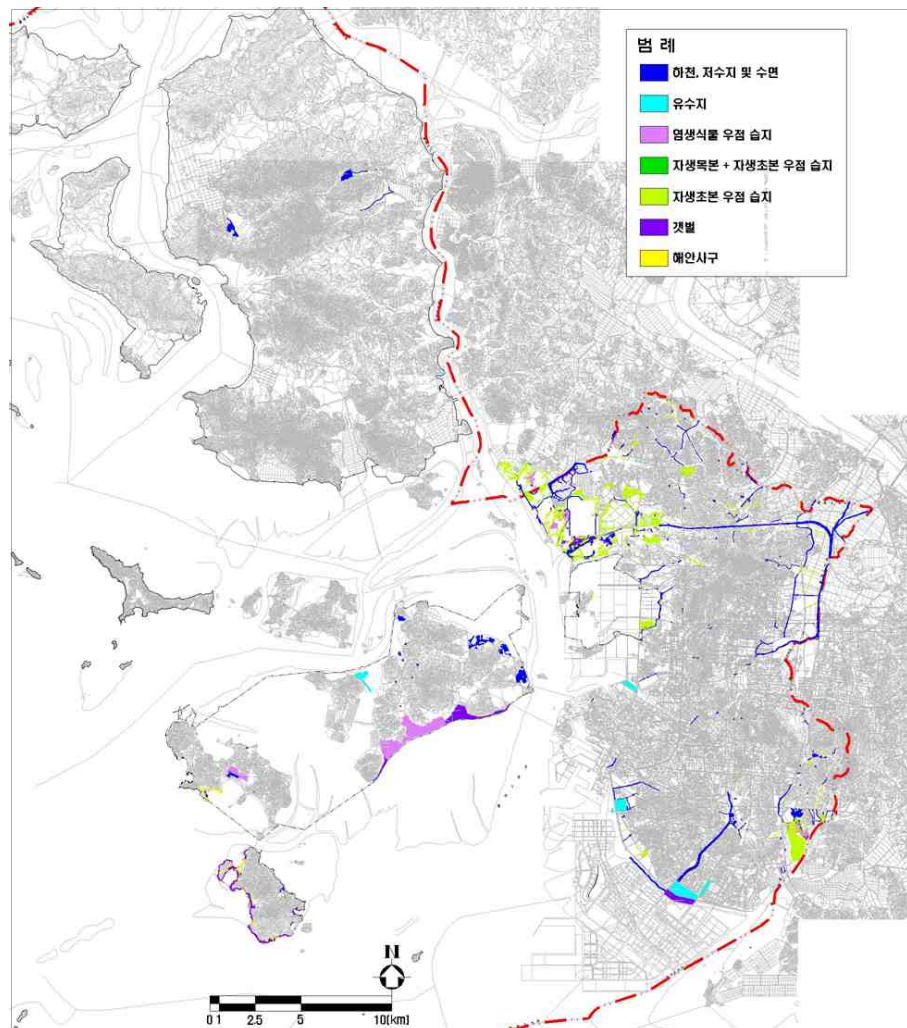 범 례
하천, 저수지 및 수면
유수지
염생식물 우점 습지
자생목본 + 자생초본 우점 습지
자생초본 우점 습지
갯벌
해안사구
N
0 1 2.5 5 10(km)